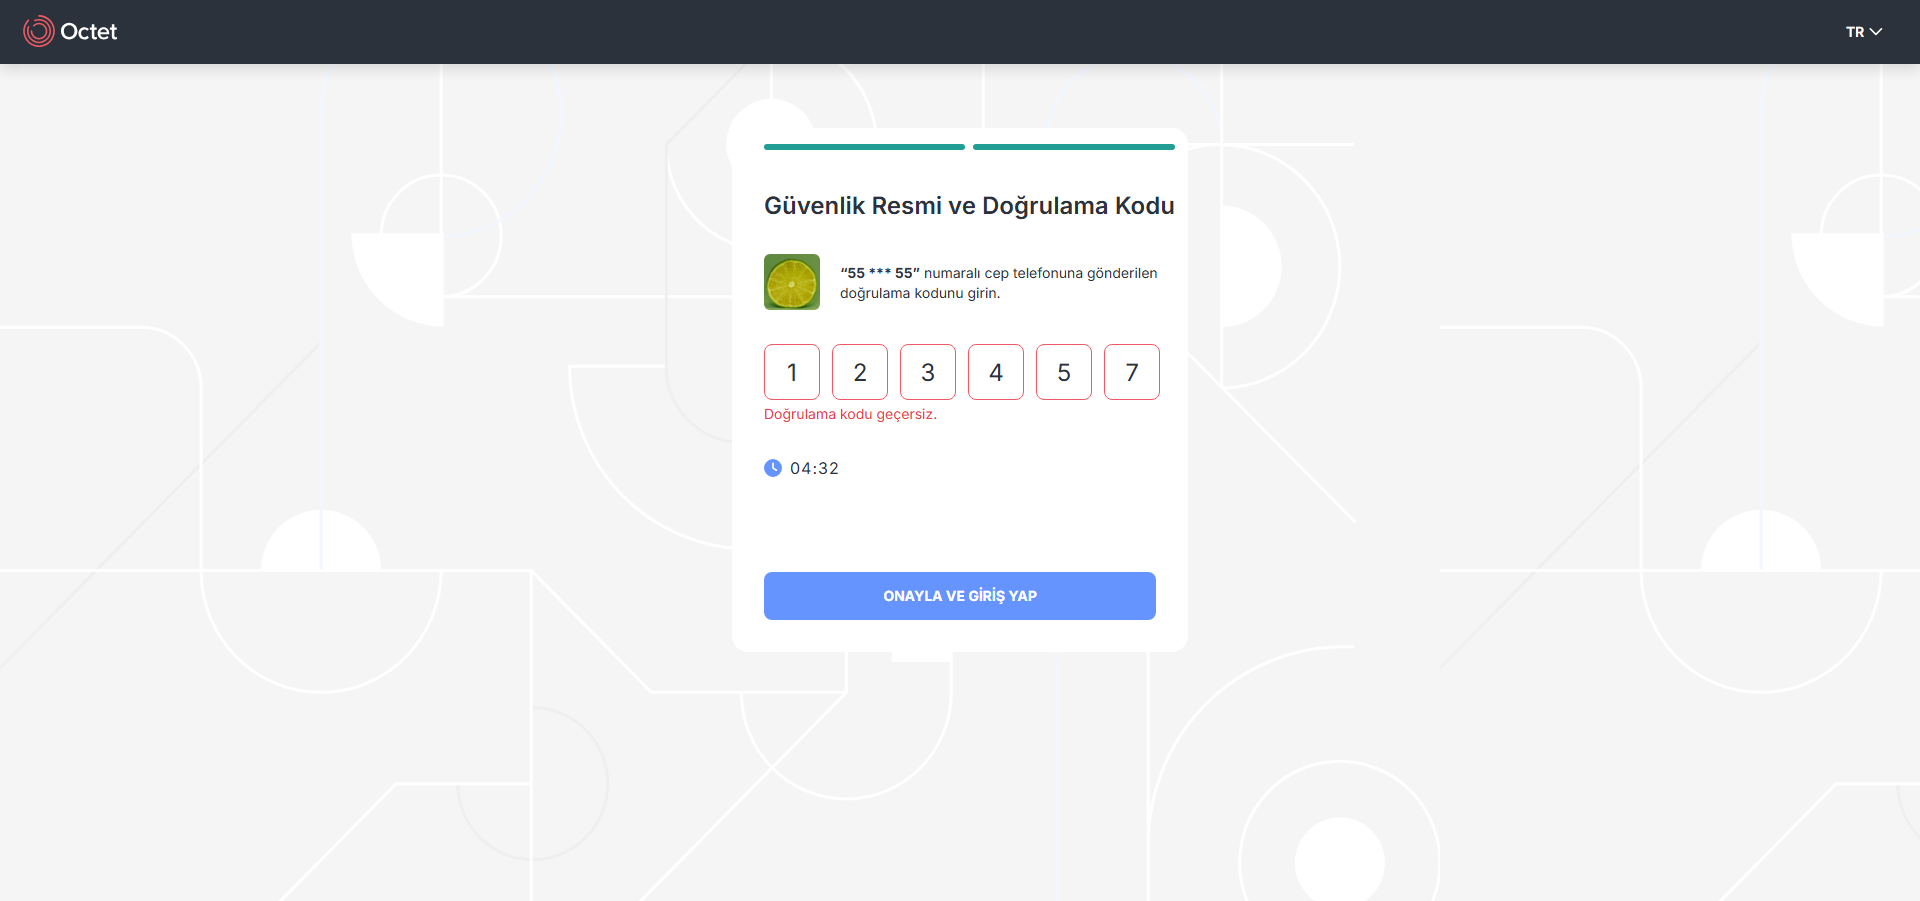 Octet
TR
Güvenlik Resmi ve Doğrulama Kodu
“55 *** 55” numaralı cep telefonuna gönderilen
doğrulama kodunu girin.
1 2 3 4 5 7
Doğrulama kodu geçersiz.
04:32
ONAYLA VE GİRİŞ YAP